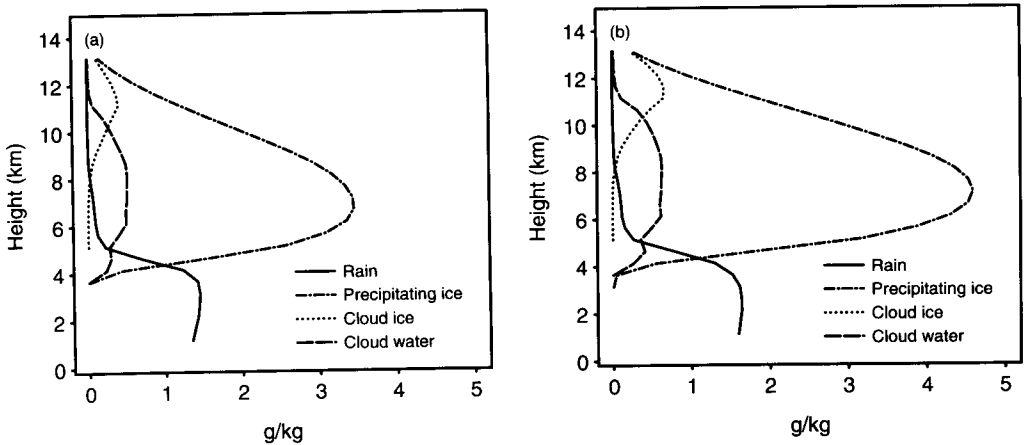 (a)
14
12
10
8
6
4
2
0
Height (km)
Rain
Precipitating ice
Cloud ice
Cloud water
0 1 2 3 4 5
g/kg
(b)
14
12
10
8
6
4
2
0
Height (km)
Rain
Precipitating ice
Cloud ice
Cloud water
0 1 2 3 4 5
g/kg